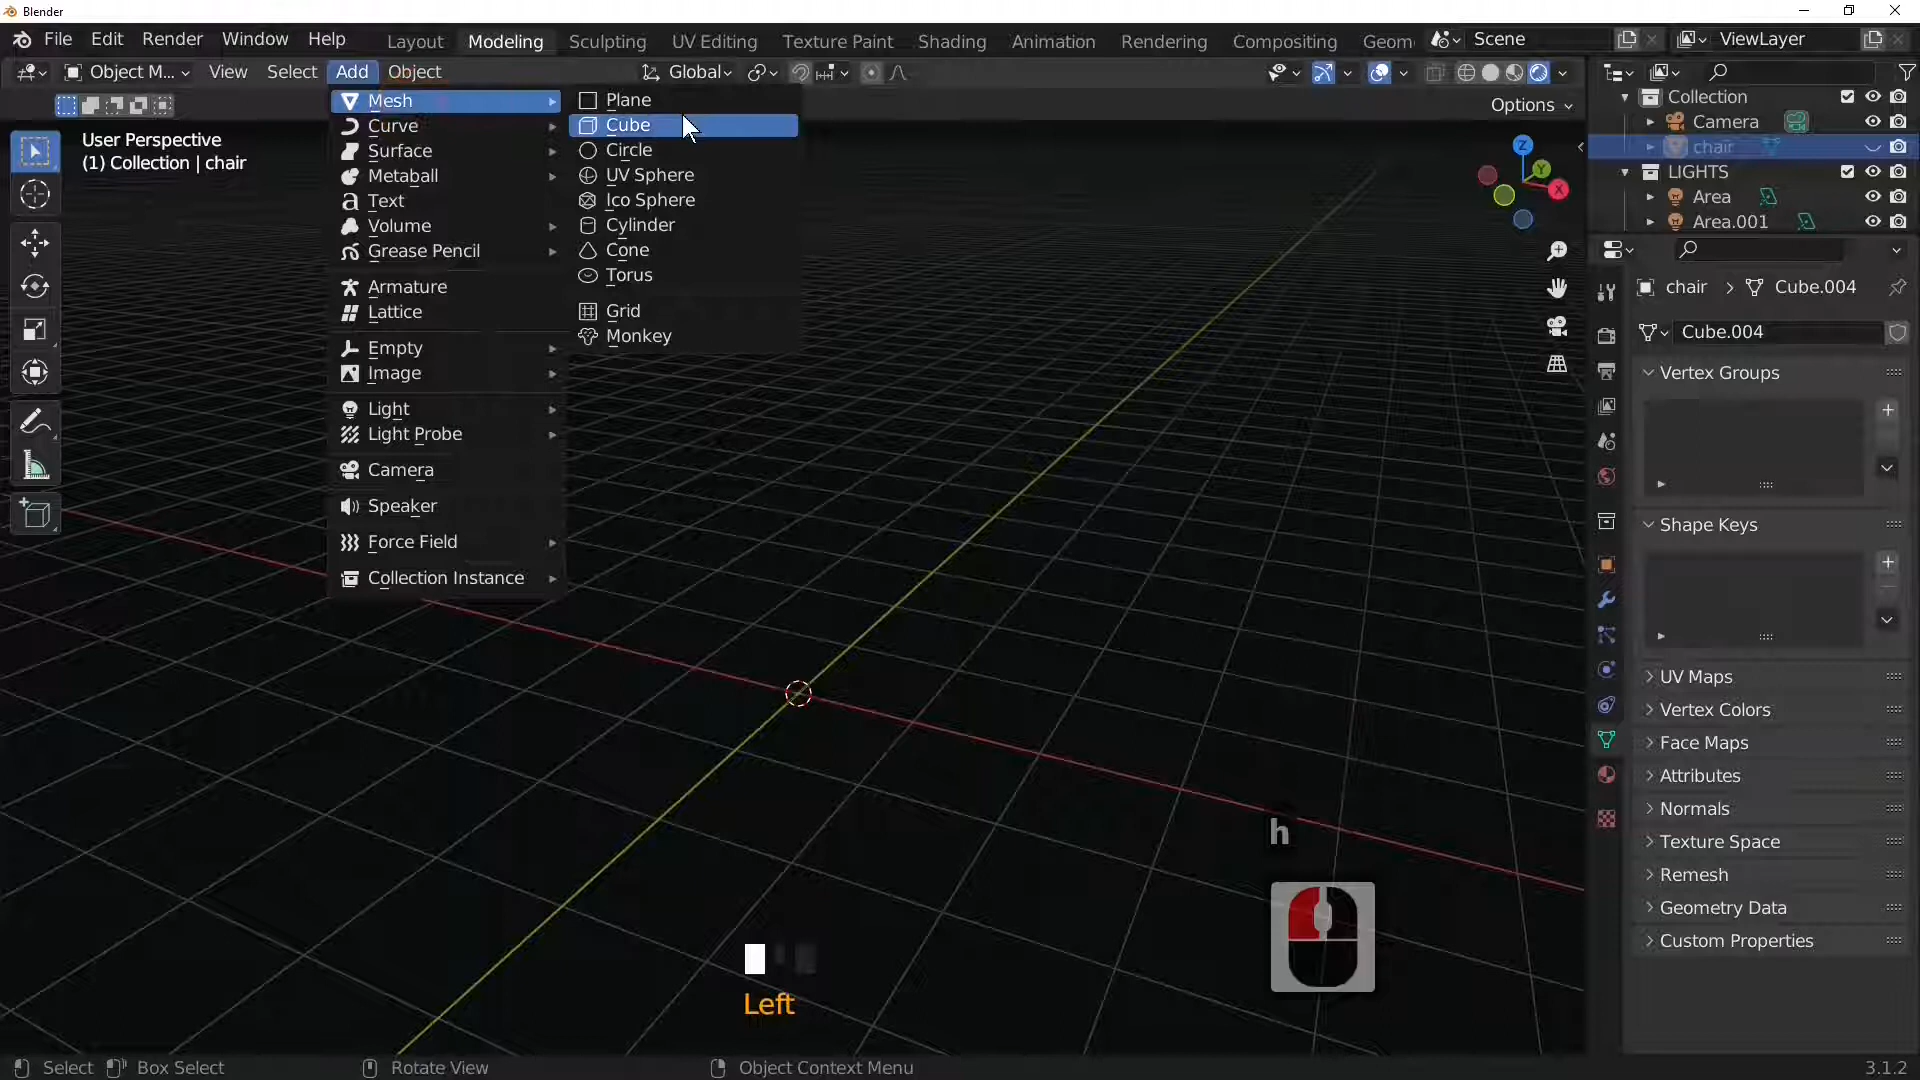 Blender
File Edit Render Window Help Layout Modeling Sculpting UV Editing Texture Paint Shading Animation Rendering Compositing Geom Scene ViewLayer
Object M... View Select Add Object Global
Options
User Perspective
(1) Collection | chair
Mesh
Curve
Surface
Metaball
Text
Volume
Grease Pencil
Armature
Lattice
Empty
Image
Light
Light Probe
Camera
Speaker
Force Field
Collection Instance
Plane
Cube
Circle
UV Sphere
Ico Sphere
Cylinder
Cone
Torus
Grid
Monkey
Z
Y
X
Collection
Camera
chair
LIGHTS
Area
Area.001
chair > Cube.004
Cube.004
Vertex Groups
Shape Keys
UV Maps
Vertex Colors
Face Maps
Attributes
Normals
Texture Space
Remesh
Geometry Data
Custom Properties
h
Left
Select Box Select Rotate View Object Context Menu 3.1.2